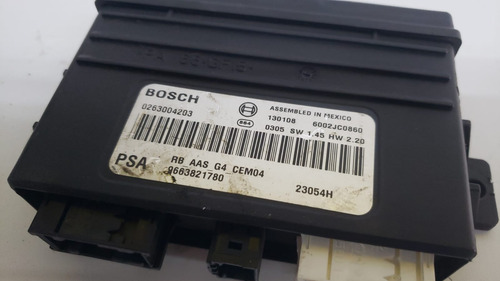 BOSCH
0263004203
ASSEMBLED IN MEXICO
130108 6002JC0860
0305 SW 1.45 HW 2.20
PSA
RB_AAS_G4_CEM04
9663821780
23054H